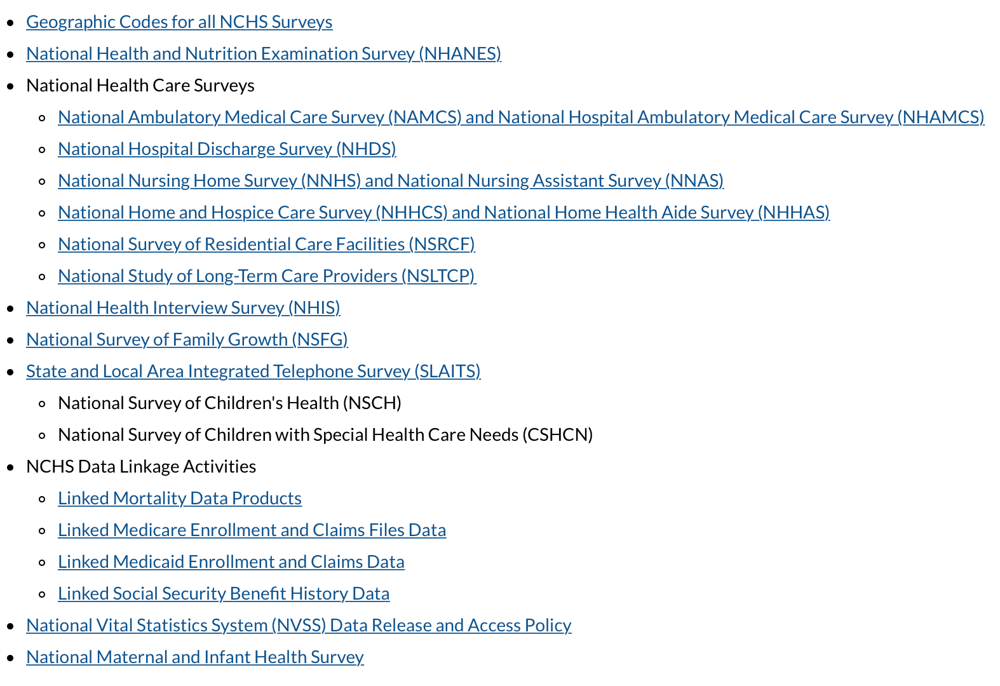 Geographic Codes for all NCHS Surveys
National Health and Nutrition Examination Survey (NHANES)
National Health Care Surveys
National Ambulatory Medical Care Survey (NAMCS) and National Hospital Ambulatory Medical Care Survey (NHAMCS)
National Hospital Discharge Survey (NHDS)
National Nursing Home Survey (NNHS) and National Nursing Assistant Survey (NNAS)
National Home and Hospice Care Survey (NHHCS) and National Home Health Aide Survey (NHHAS)
National Survey of Residential Care Facilities (NSRCF)
National Study of Long-Term Care Providers (NSLTCP)
National Health Interview Survey (NHIS)
National Survey of Family Growth (NSFG)
State and Local Area Integrated Telephone Survey (SLAITS)
National Survey of Children's Health (NSCH)
National Survey of Children with Special Health Care Needs (CSHCN)
NCHS Data Linkage Activities
Linked Mortality Data Products
Linked Medicare Enrollment and Claims Files Data
Linked Medicaid Enrollment and Claims Data
Linked Social Security Benefit History Data
National Vital Statistics System (NVSS) Data Release and Access Policy
National Maternal and Infant Health Survey